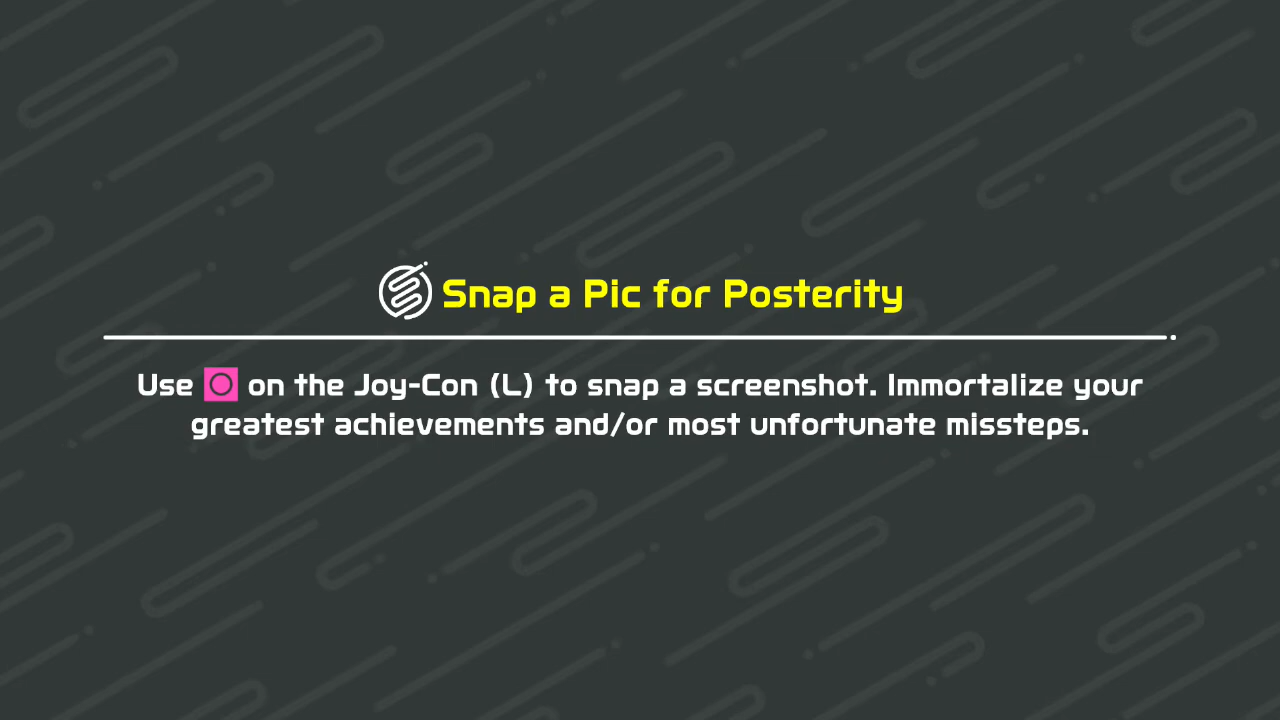 Snap a Pic for Posterity
Use on the Joy-Con (L) to snap a screenshot. Immortalize your
greatest achievements and/or most unfortunate missteps.